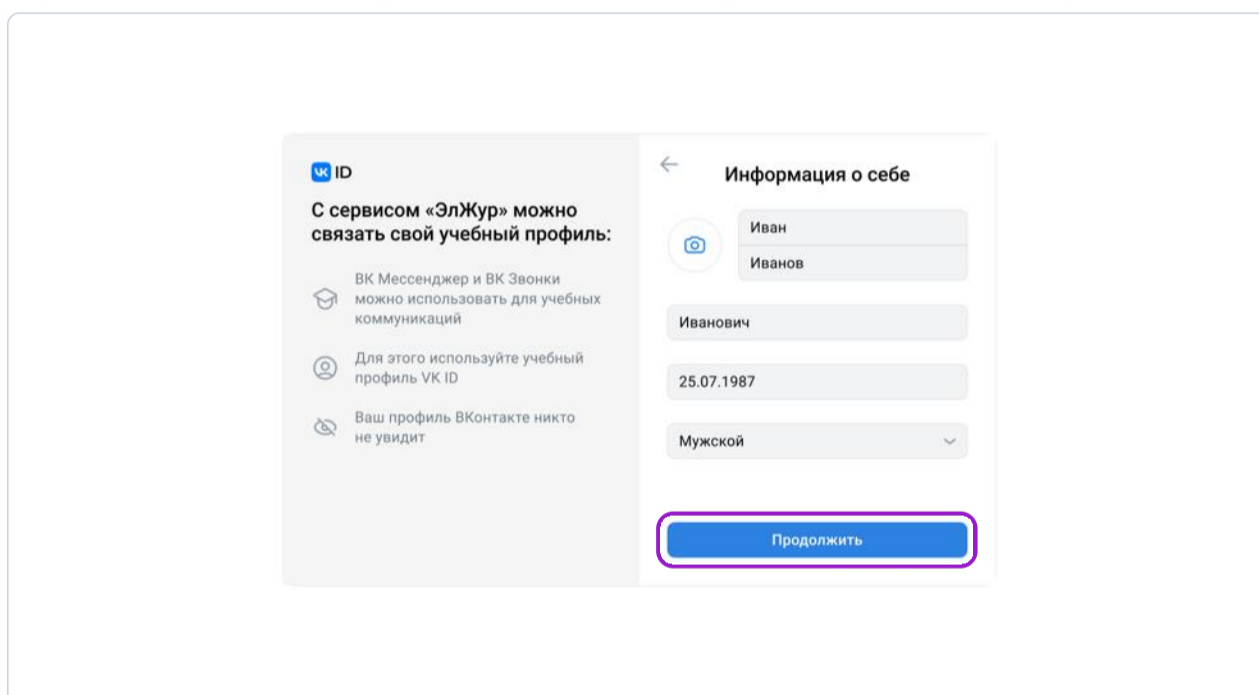 VK ID
С сервисом «ЭлЖур» можно
связать свой учебный профиль:
ВК Мессенджер и ВК Звонки
можно использовать для учебных
коммуникаций
Для этого используйте учебный
профиль VK ID
Ваш профиль ВКонтакте никто
не увидит
Информация о себе
Иван
Иванов
Иванович
25.07.1987
Мужской
Продолжить